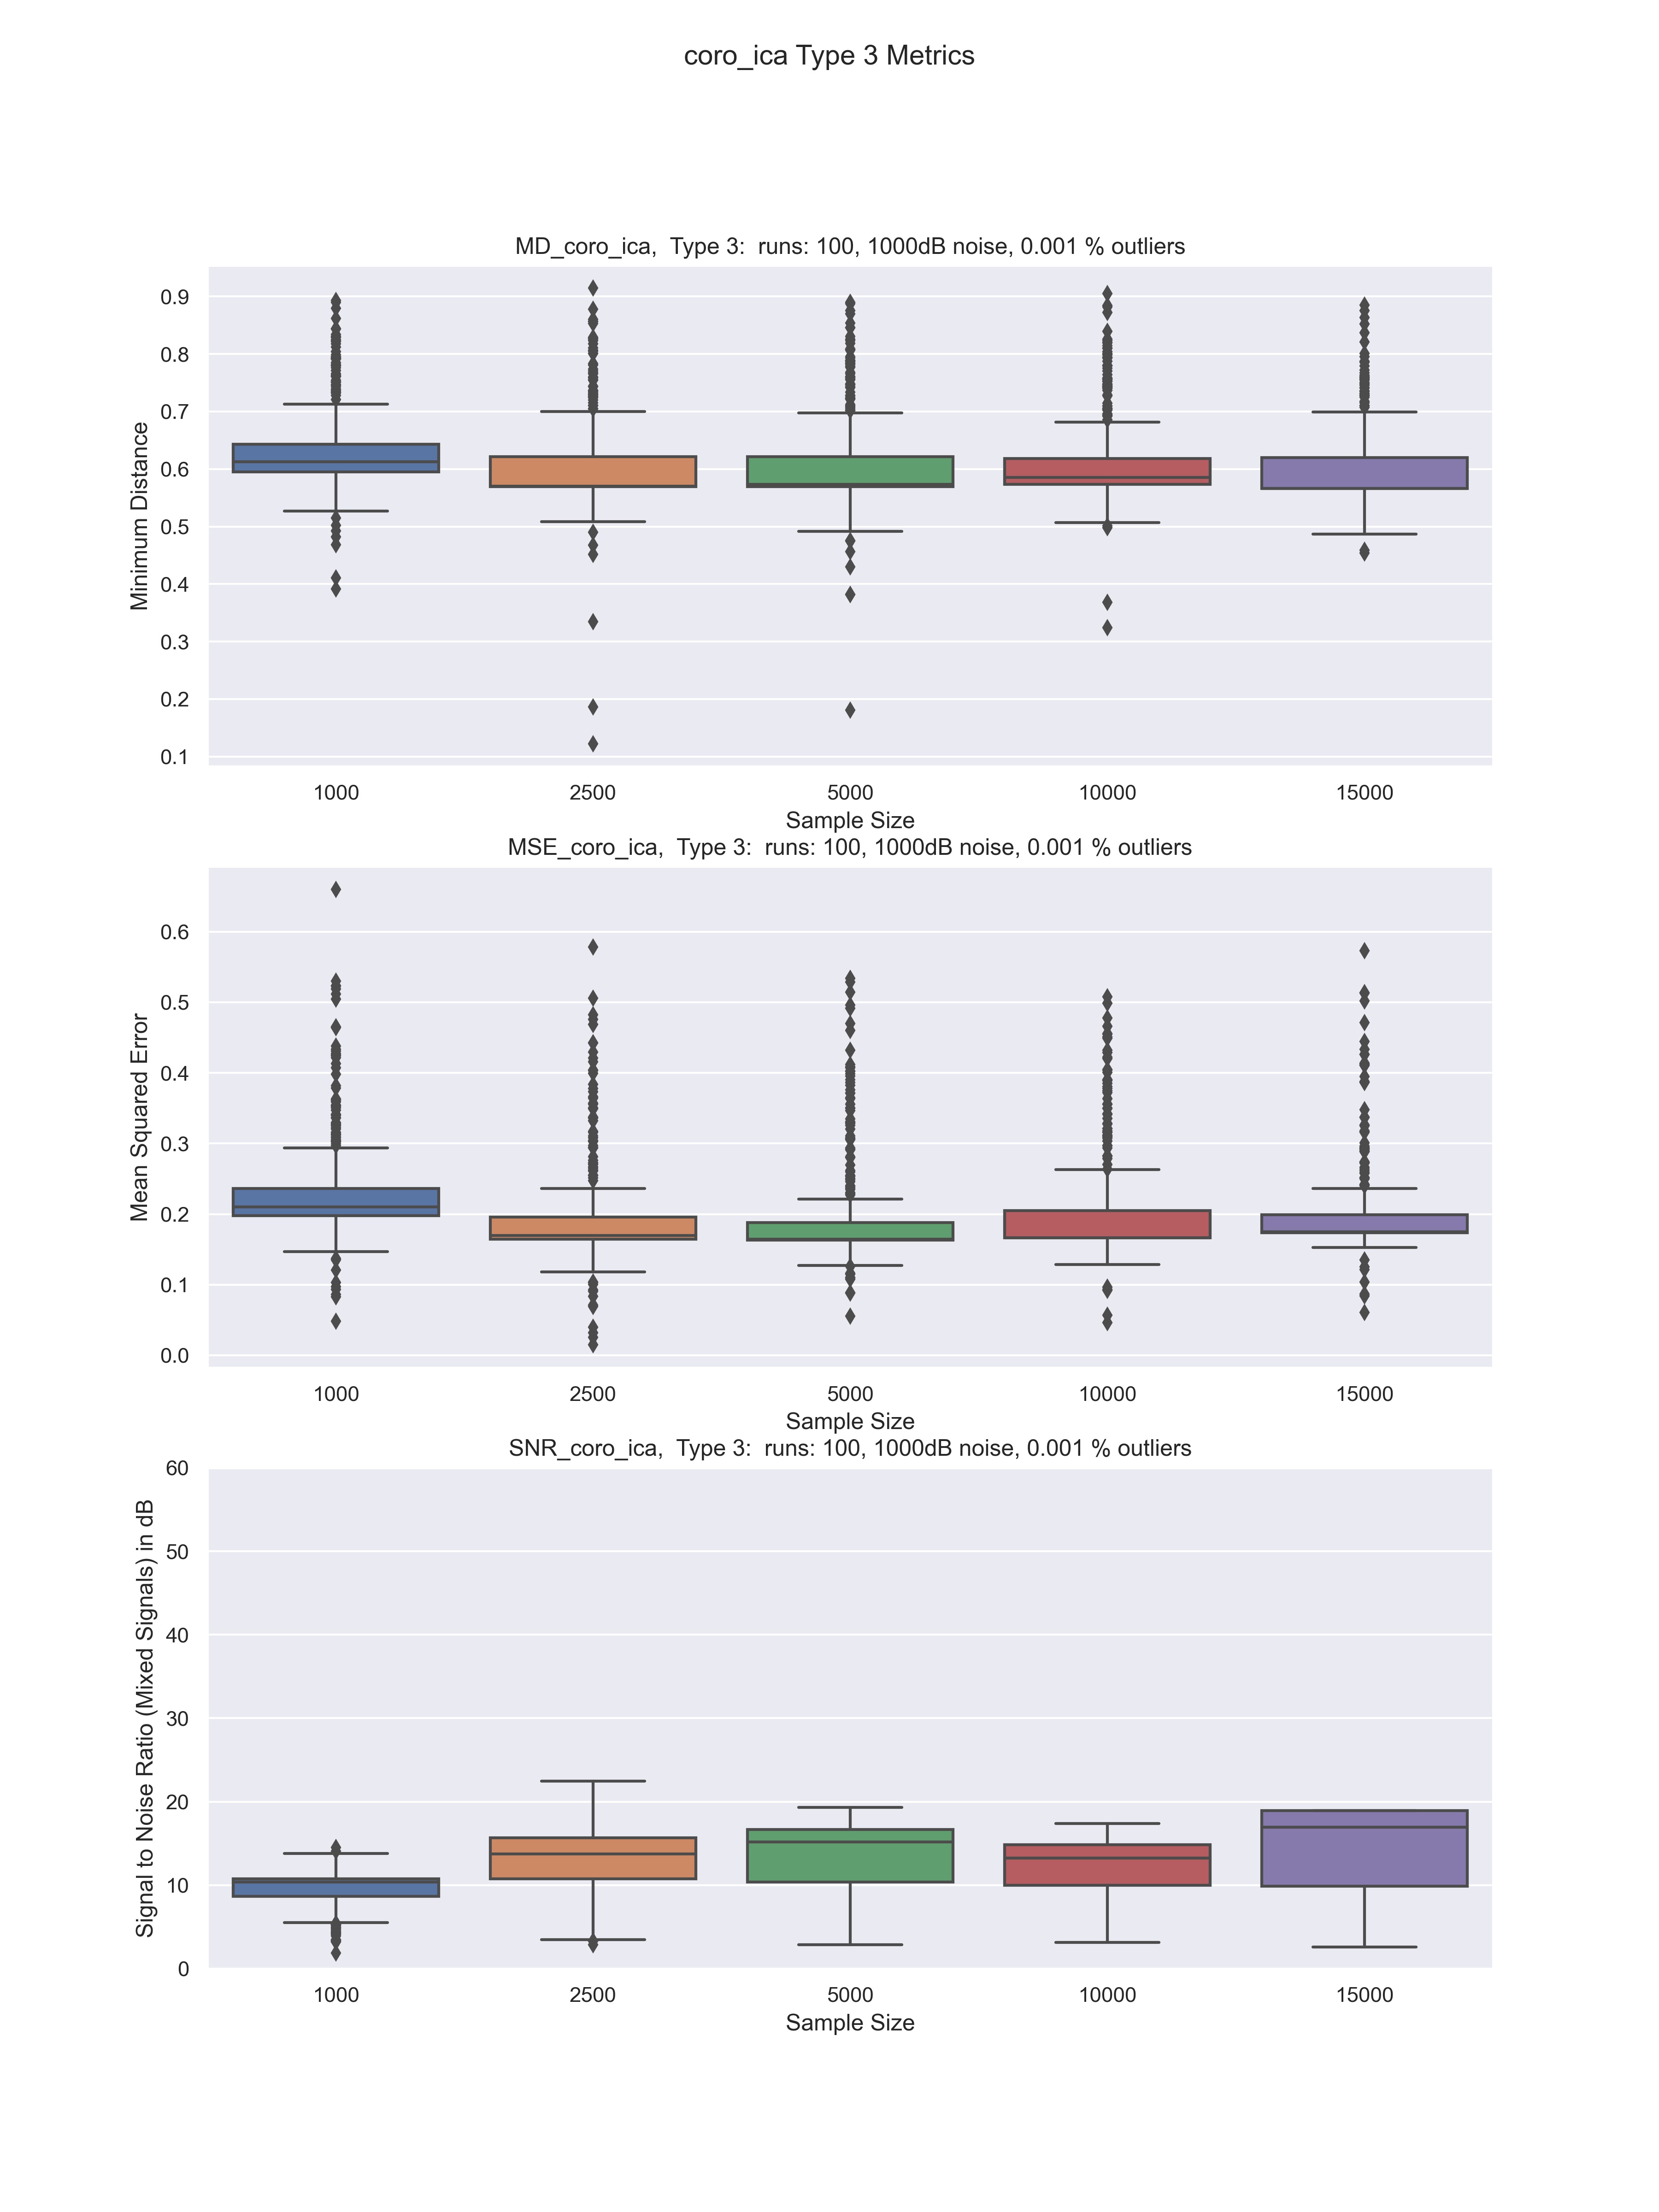 coro_ica Type 3 Metrics
MD_coro_ica,  Type 3:  runs: 100, 1000dB noise, 0.001 % outliers
Minimum Distance
0.9
0.8
0.7
0.6
0.5
0.4
0.3
0.2
0.1
1000 2500 5000 10000 15000
Sample Size
MSE_coro_ica,  Type 3:  runs: 100, 1000dB noise, 0.001 % outliers
Mean Squared Error
0.6
0.5
0.4
0.3
0.2
0.1
0.0
1000 2500 5000 10000 15000
Sample Size
SNR_coro_ica,  Type 3:  runs: 100, 1000dB noise, 0.001 % outliers
Signal to Noise Ratio (Mixed Signals) in dB
60
50
40
30
20
10
0
1000 2500 5000 10000 15000
Sample Size